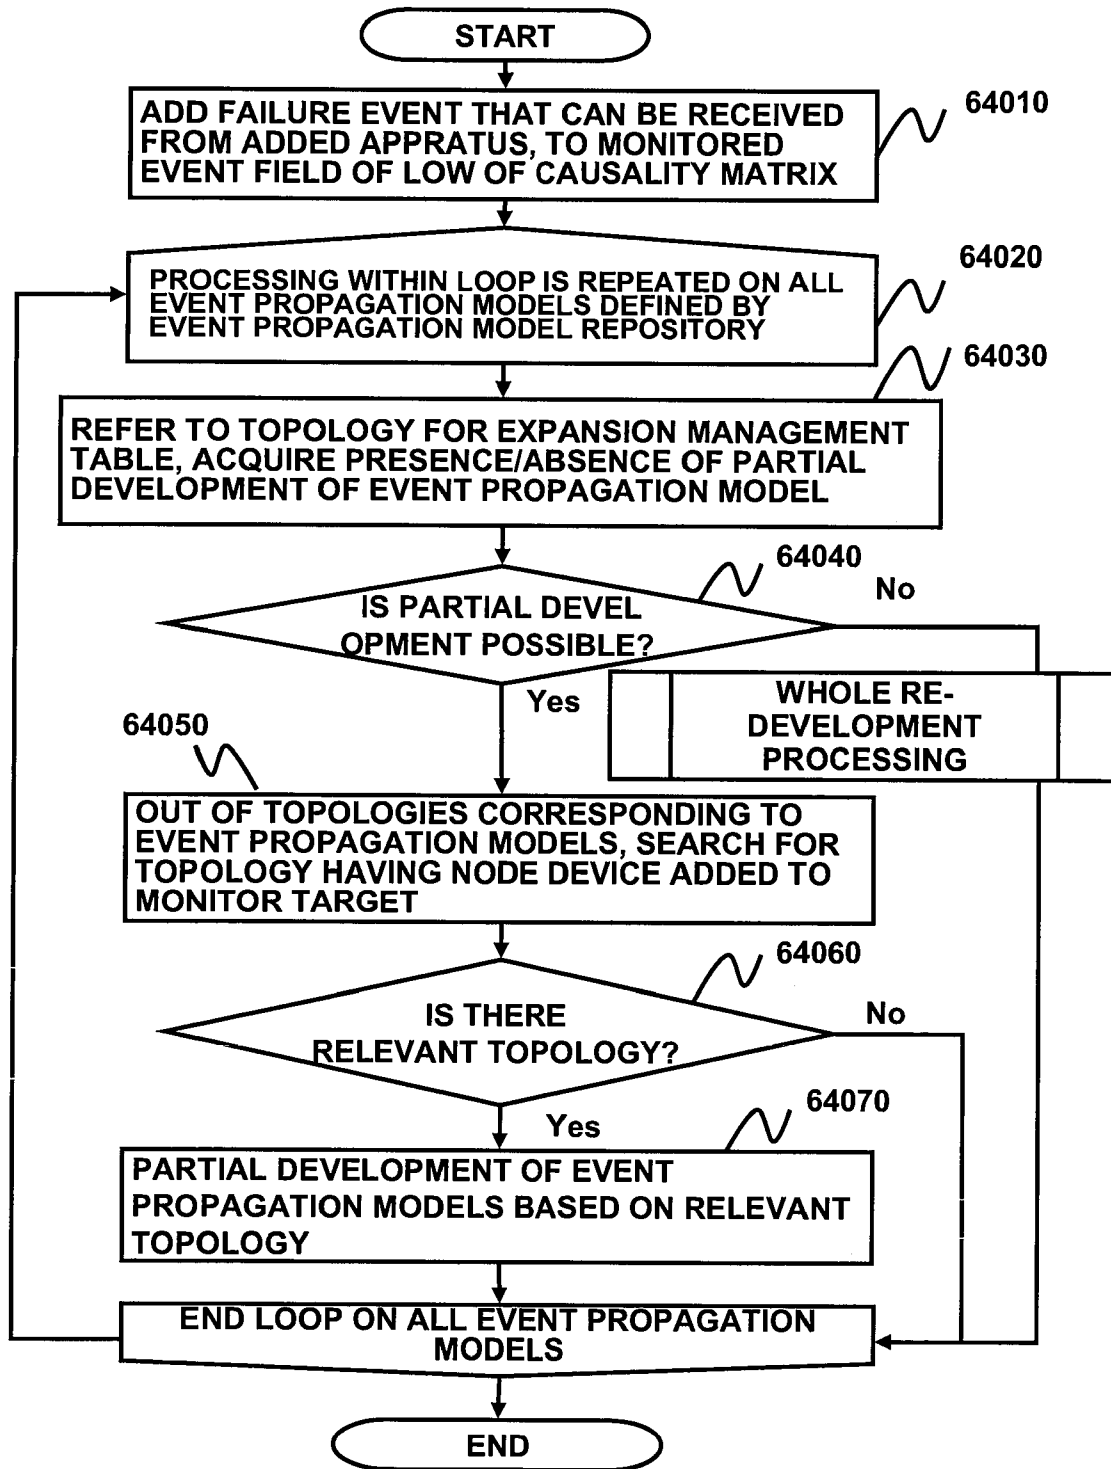 START
ADD FAILURE EVENT THAT CAN BE RECEIVED
FROM ADDED APPRATUS, TO MONITORED
EVENT FIELD OF LOW OF CAUSALITY MATRIX
64010
PROCESSING WITHIN LOOP IS REPEATED ON ALL
EVENT PROPAGATION MODELS DEFINED BY
EVENT PROPAGATION MODEL REPOSITORY
64020
64030
REFER TO TOPOLOGY FOR EXPANSION MANAGEMENT
TABLE, ACQUIRE PRESENCE/ABSENCE OF PARTIAL
DEVELOPMENT OF EVENT PROPAGATION MODEL
64040
IS PARTIAL DEVEL
OPMENT POSSIBLE?
No
Yes
WHOLE RE-
DEVELOPMENT
PROCESSING
64050
OUT OF TOPOLOGIES CORRESPONDING TO
EVENT PROPAGATION MODELS, SEARCH FOR
TOPOLOGY HAVING NODE DEVICE ADDED TO
MONITOR TARGET
64060
IS THERE
RELEVANT TOPOLOGY?
No
Yes
64070
PARTIAL DEVELOPMENT OF EVENT
PROPAGATION MODELS BASED ON RELEVANT
TOPOLOGY
END LOOP ON ALL EVENT PROPAGATION
MODELS
END